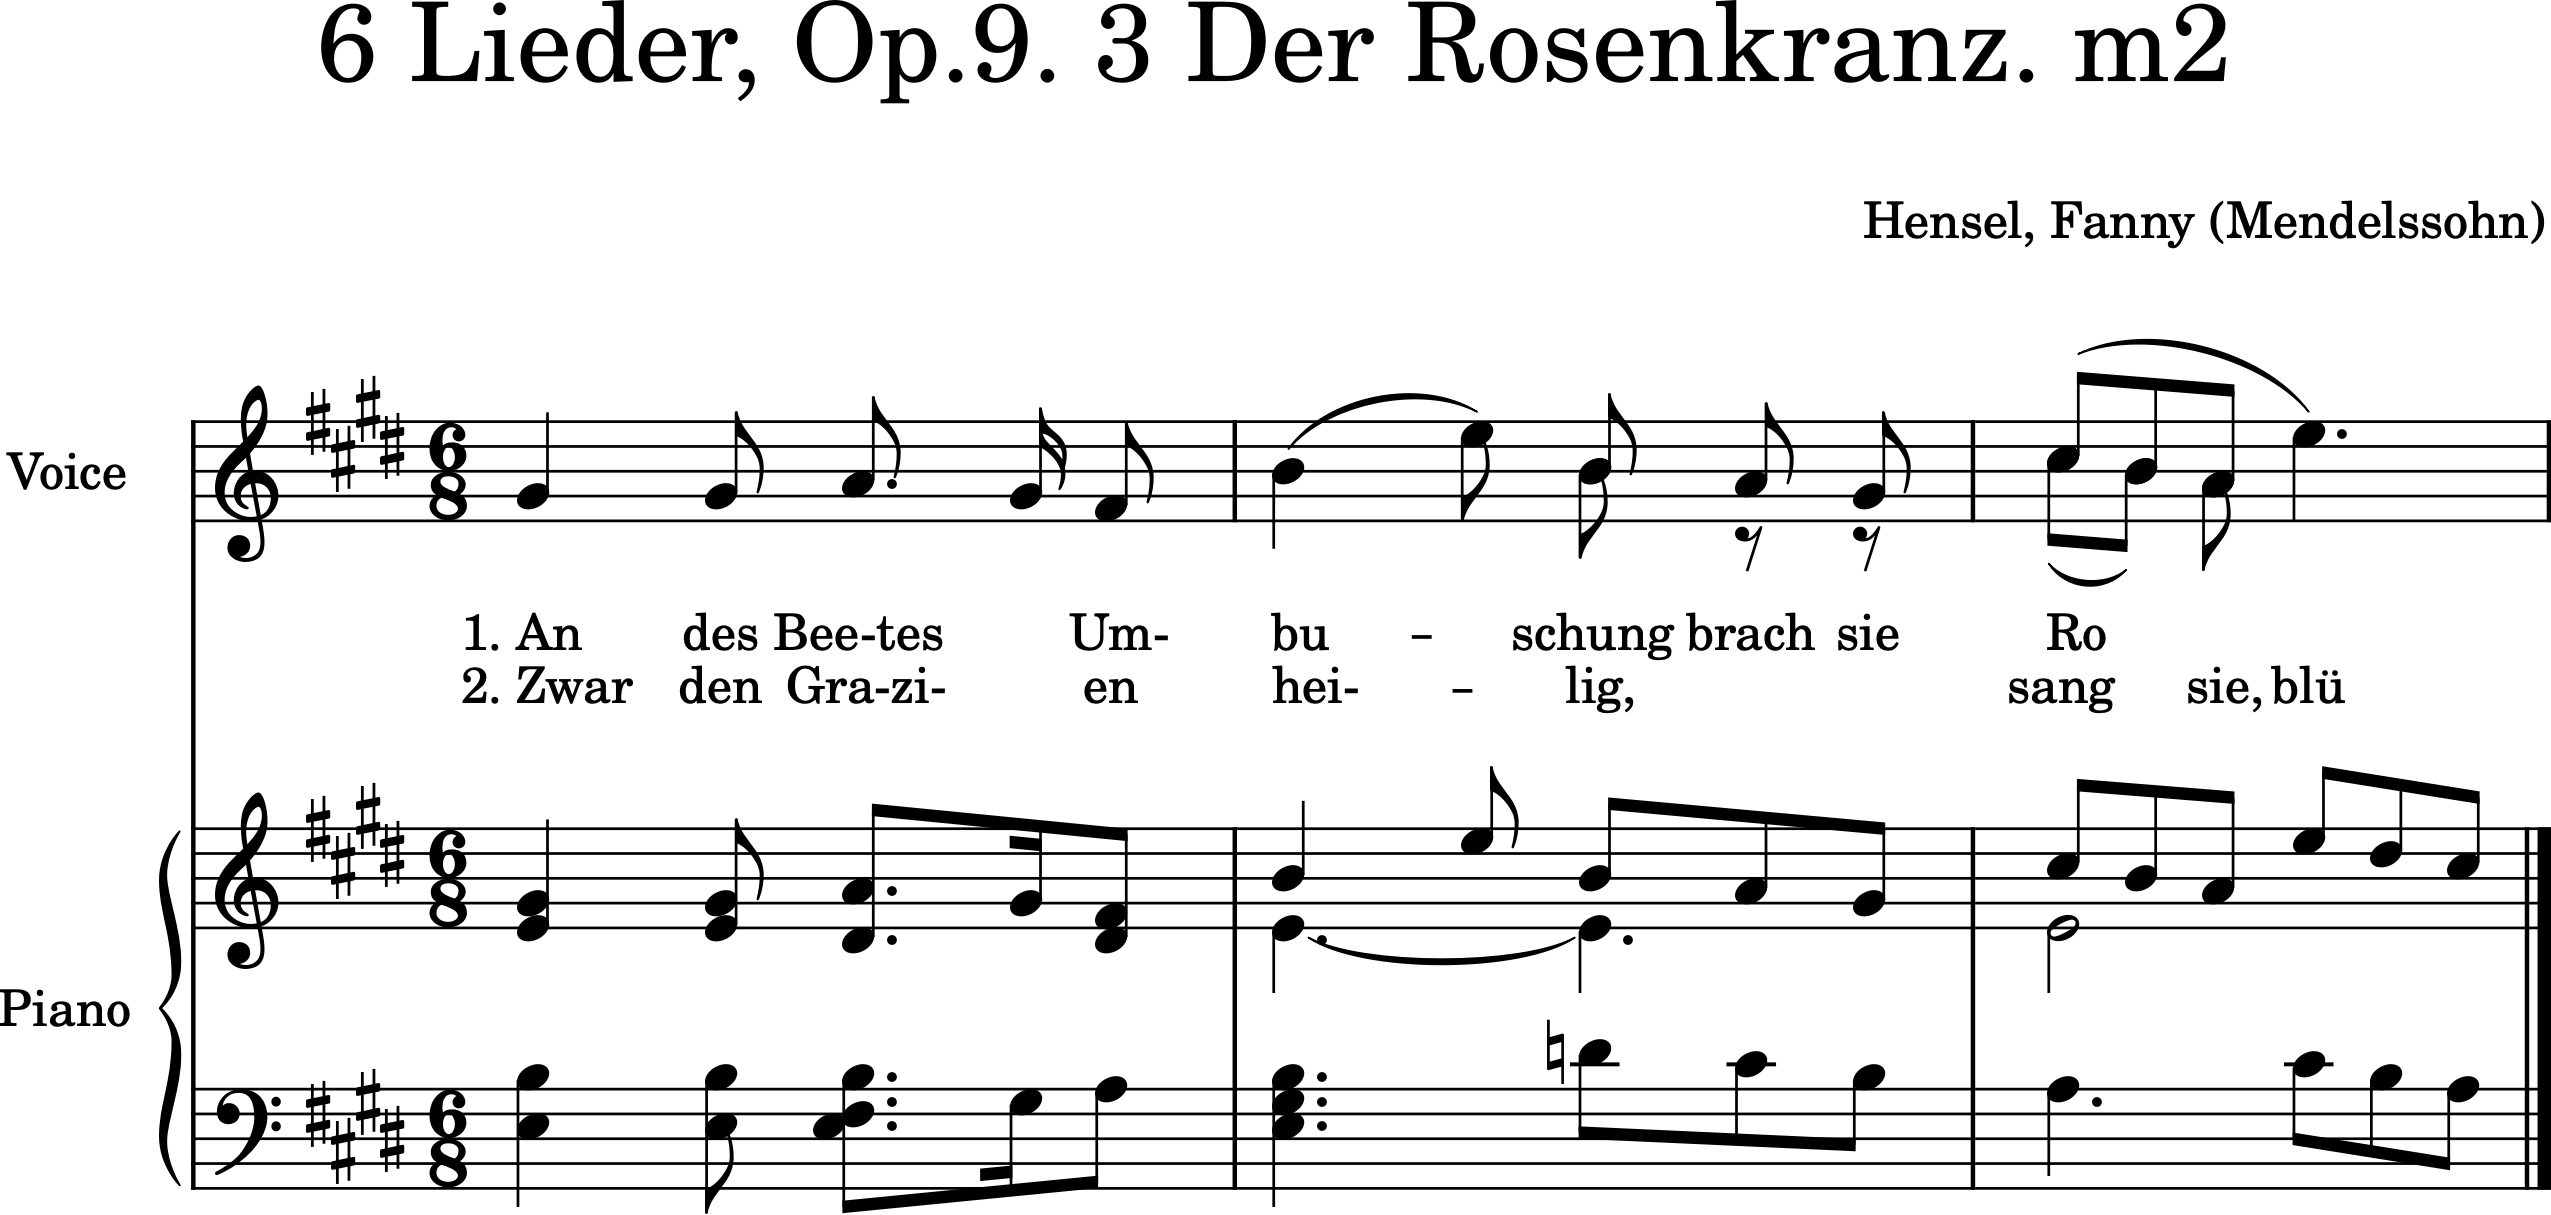 6 Lieder, Op.9. 3 Der Rosenkranz. m2
Hensel, Fanny (Mendelssohn)
Voice
1. An des Bee-tes Um- bu – schung brach sie Ro
2. Zwar den Gra-zi- en hei- – lig, sang sie, blü
Piano